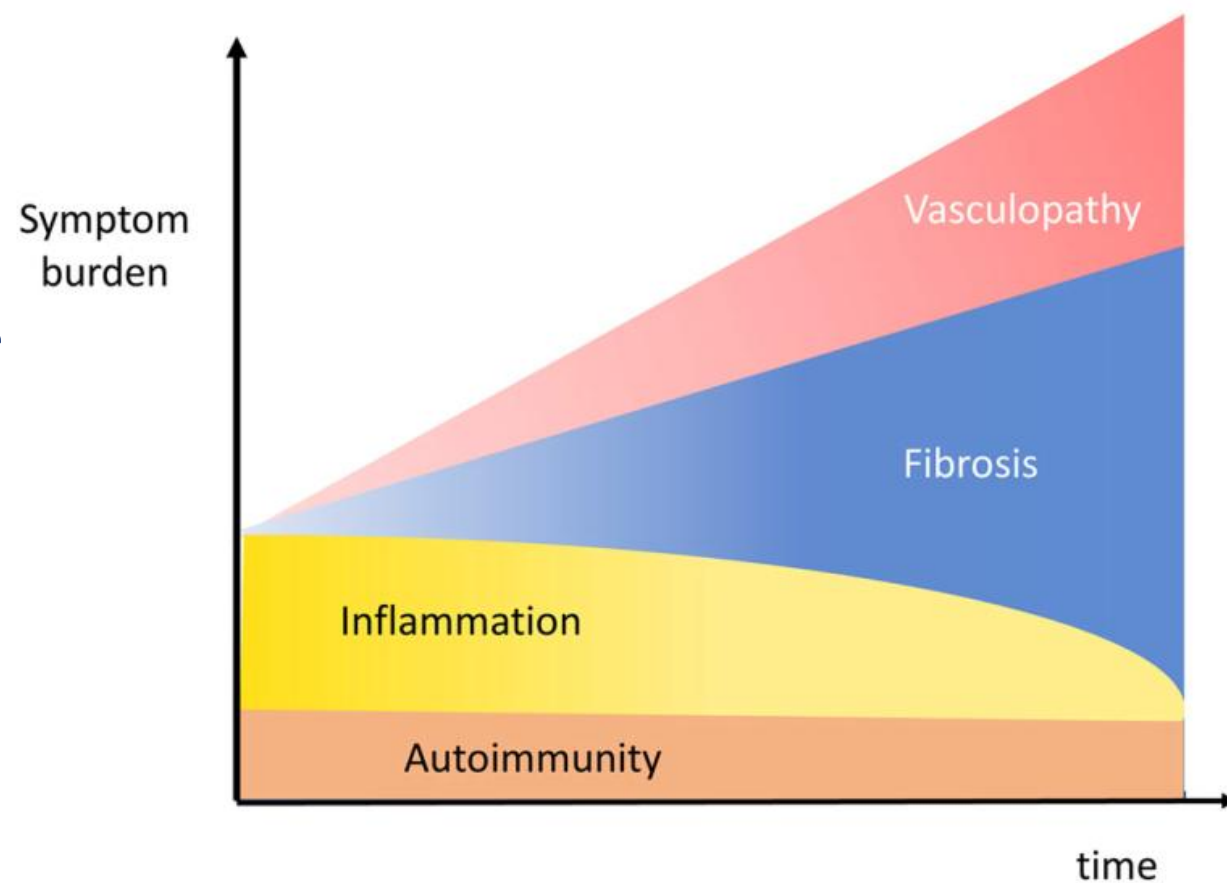 Symptom
burden
Vasculopathy
Fibrosis
Inflammation
Autoimmunity
time